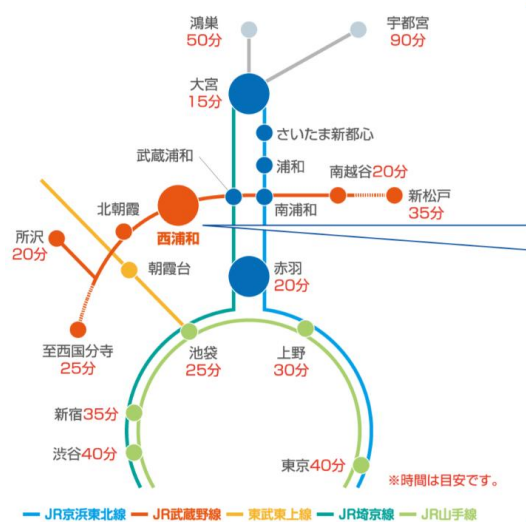 鴻巣
50分
宇都宮
90分
大宮
15分
さいたま新都心
武蔵浦和
浦和
南越谷20分
北朝霞
新松戸
35分
西浦和
南浦和
所沢
20分
朝霞台
赤羽
20分
至西国分寺
25分
池袋
25分
上野
30分
新宿35分
渋谷40分
東京40分
※時間は目安です。
JR京浜東北線
JR武蔵野線
東武東上線
JR埼京線
JR山手線